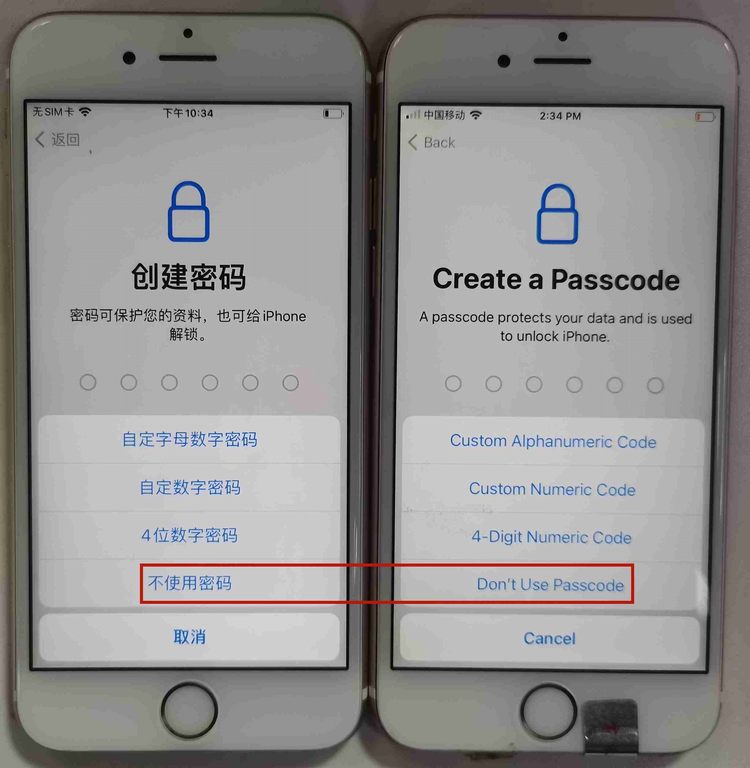 无SIM卡 下午10:34
返回
创建密码
密码可保护您的资料，也可给iPhone
解锁。
自定字母数字密码
自定数字密码
4位数字密码
不使用密码
取消
中国移动 2:34 PM
Back
Create a Passcode
A passcode protects your data and is used
to unlock iPhone.
Custom Alphanumeric Code
Custom Numeric Code
4-Digit Numeric Code
Don't Use Passcode
Cancel